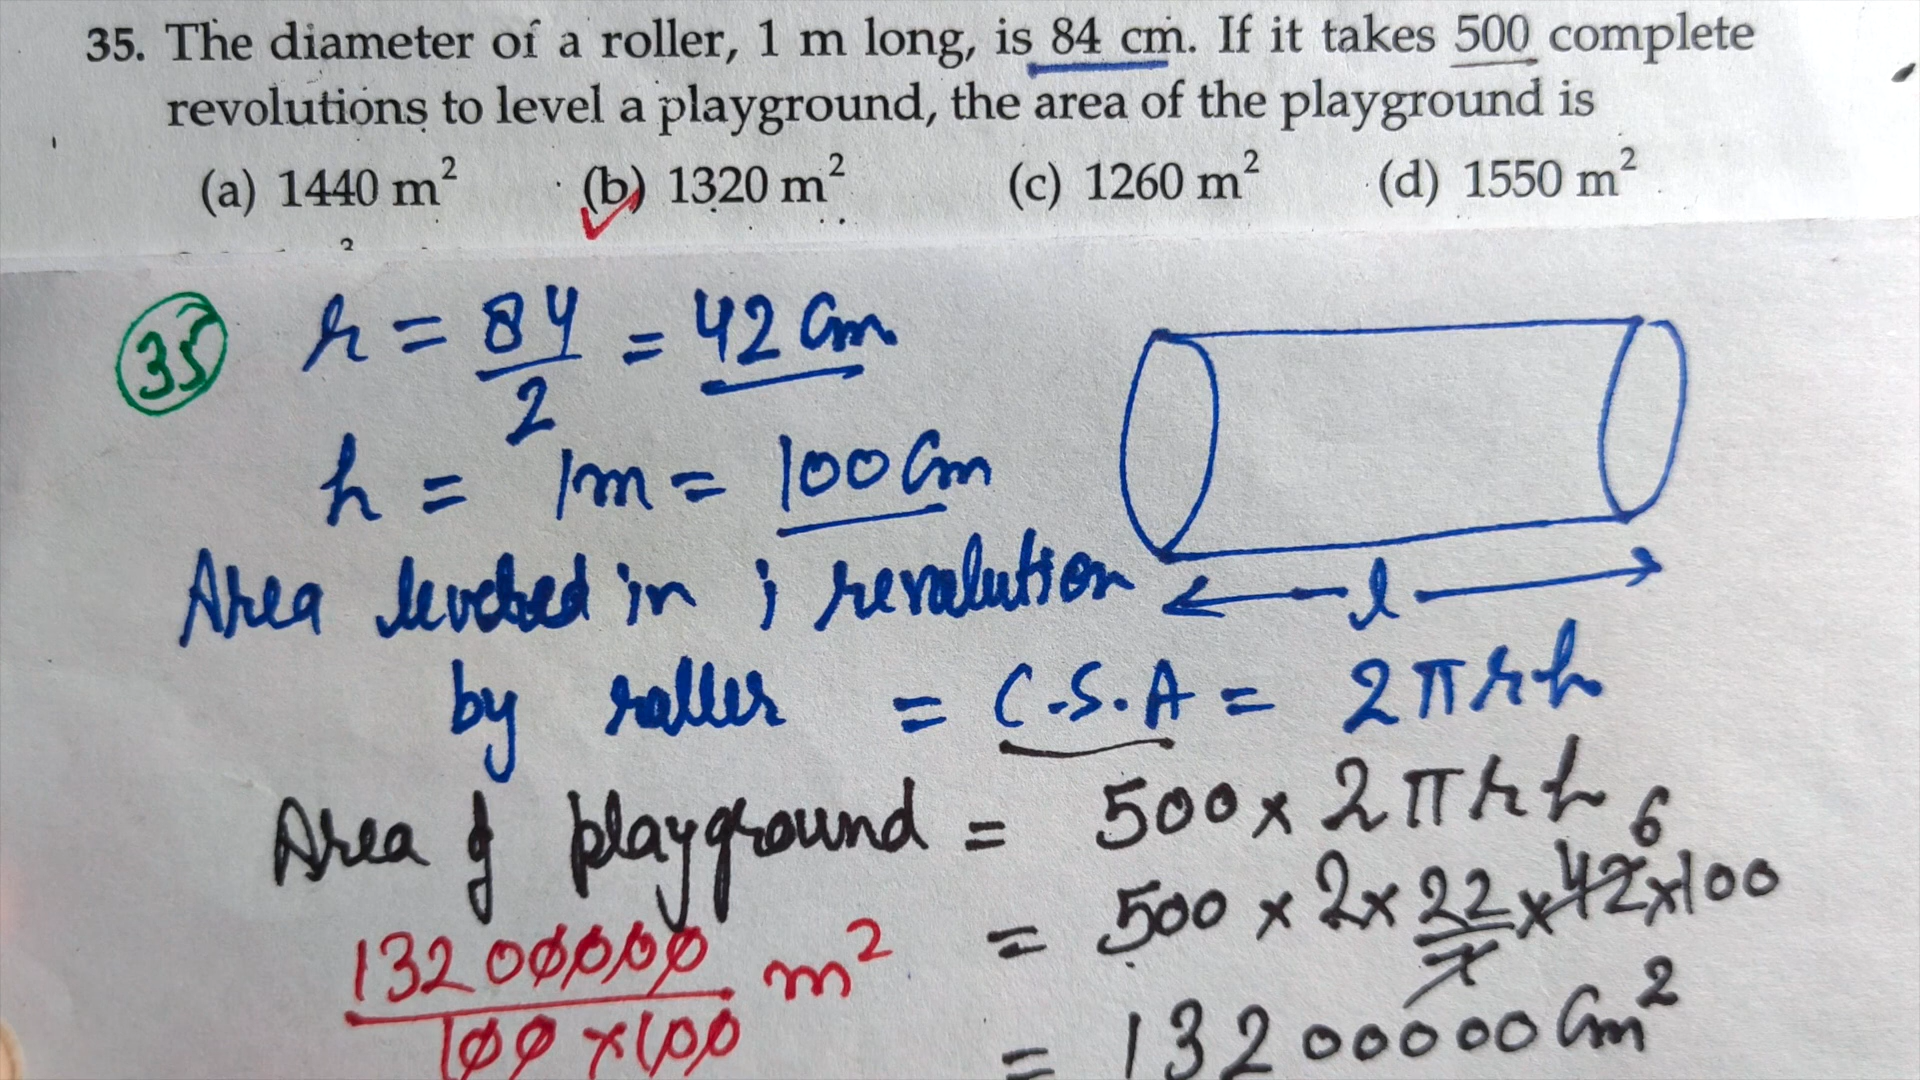 35. The diameter of a roller, 1 m long, is 84 cm. If it takes 500 complete
revolutions to level a playground, the area of the playground is
(a) 1440 m² (b) 1320 m² (c) 1260 m² (d) 1550 m²
35 r = 84/2 = 42 cm
h = 1m = 100 cm
Area leveled in 1 revolution
l
by roller = C.S.A = 2πrh
Area of playground = 500 × 2πrh
6
= 500 × 2 × 22/7 × 42 × 100
= 13200000 cm²
13200000/100 × 100 m²